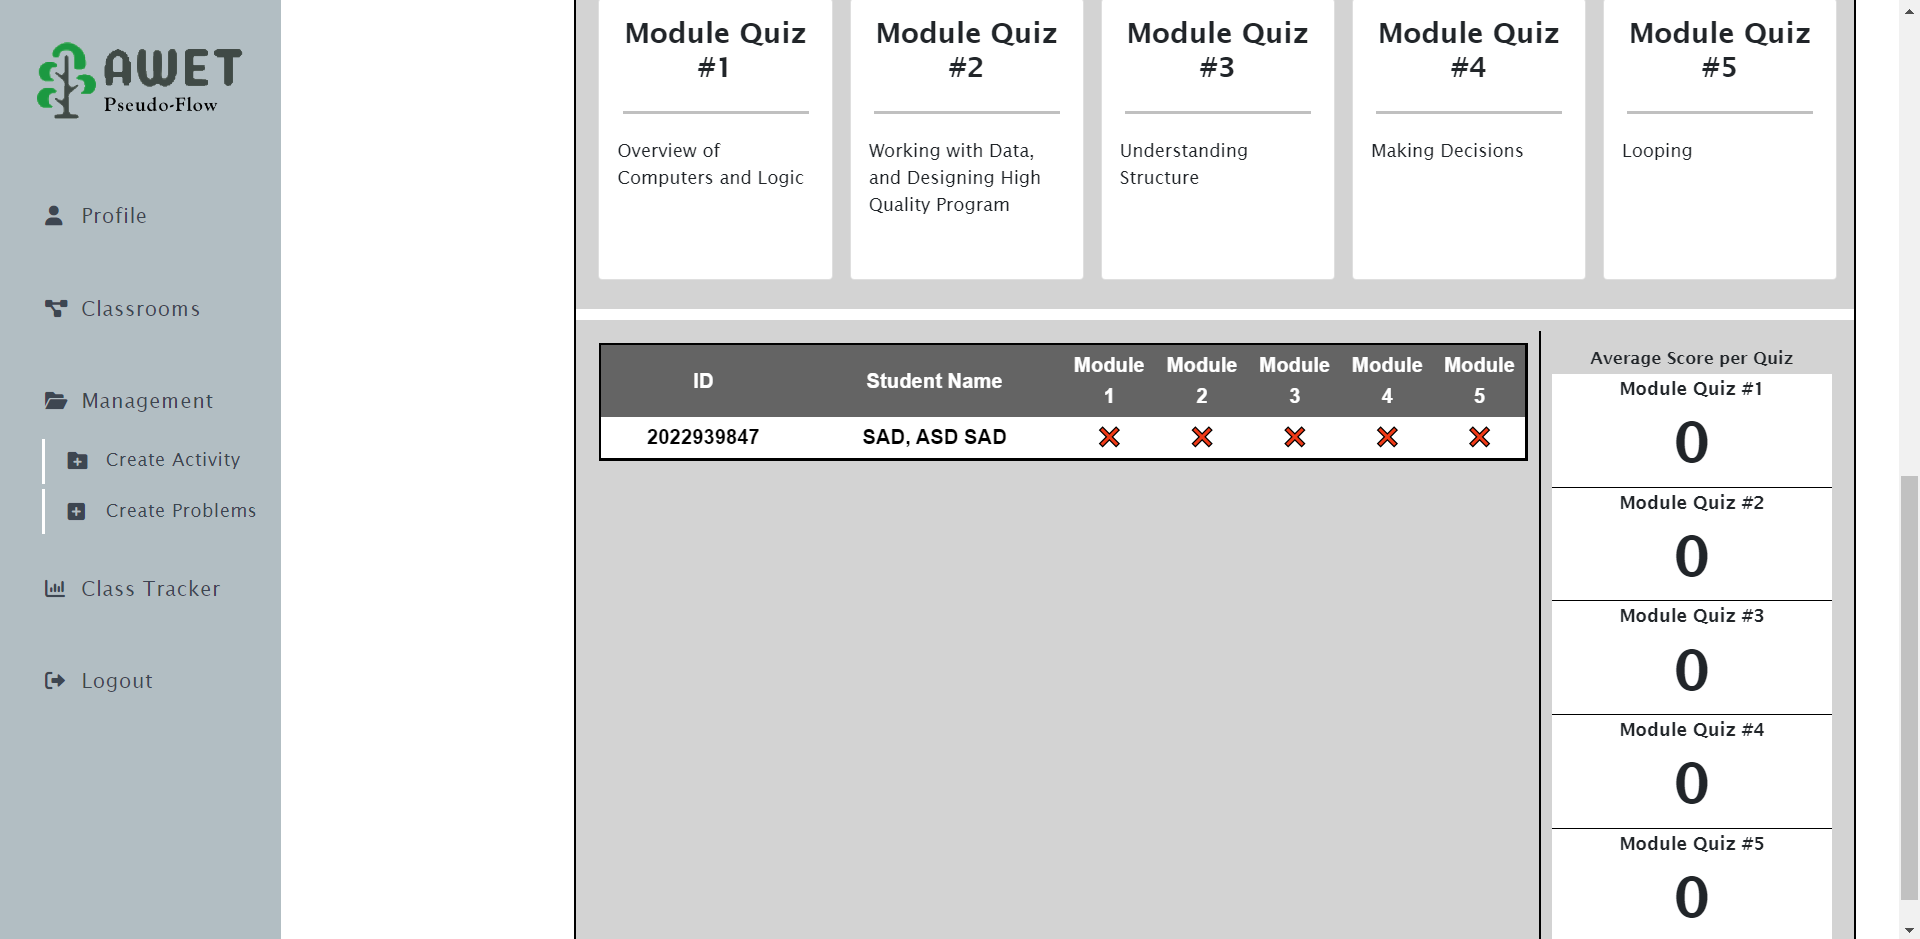 AWET
Pseudo-Flow
Profile
Classrooms
Management
Create Activity
Create Problems
Class Tracker
Logout
Module Quiz
#1
Overview of
Computers and Logic
Module Quiz
#2
Working with Data,
and Designing High
Quality Program
Module Quiz
#3
Understanding
Structure
Module Quiz
#4
Making Decisions
Module Quiz
#5
Looping
ID Student Name Module 1 Module 2 Module 3 Module 4 Module 5
2022939847 SAD, ASD SAD
Average Score per Quiz
Module Quiz #1
0
Module Quiz #2
0
Module Quiz #3
0
Module Quiz #4
0
Module Quiz #5
0